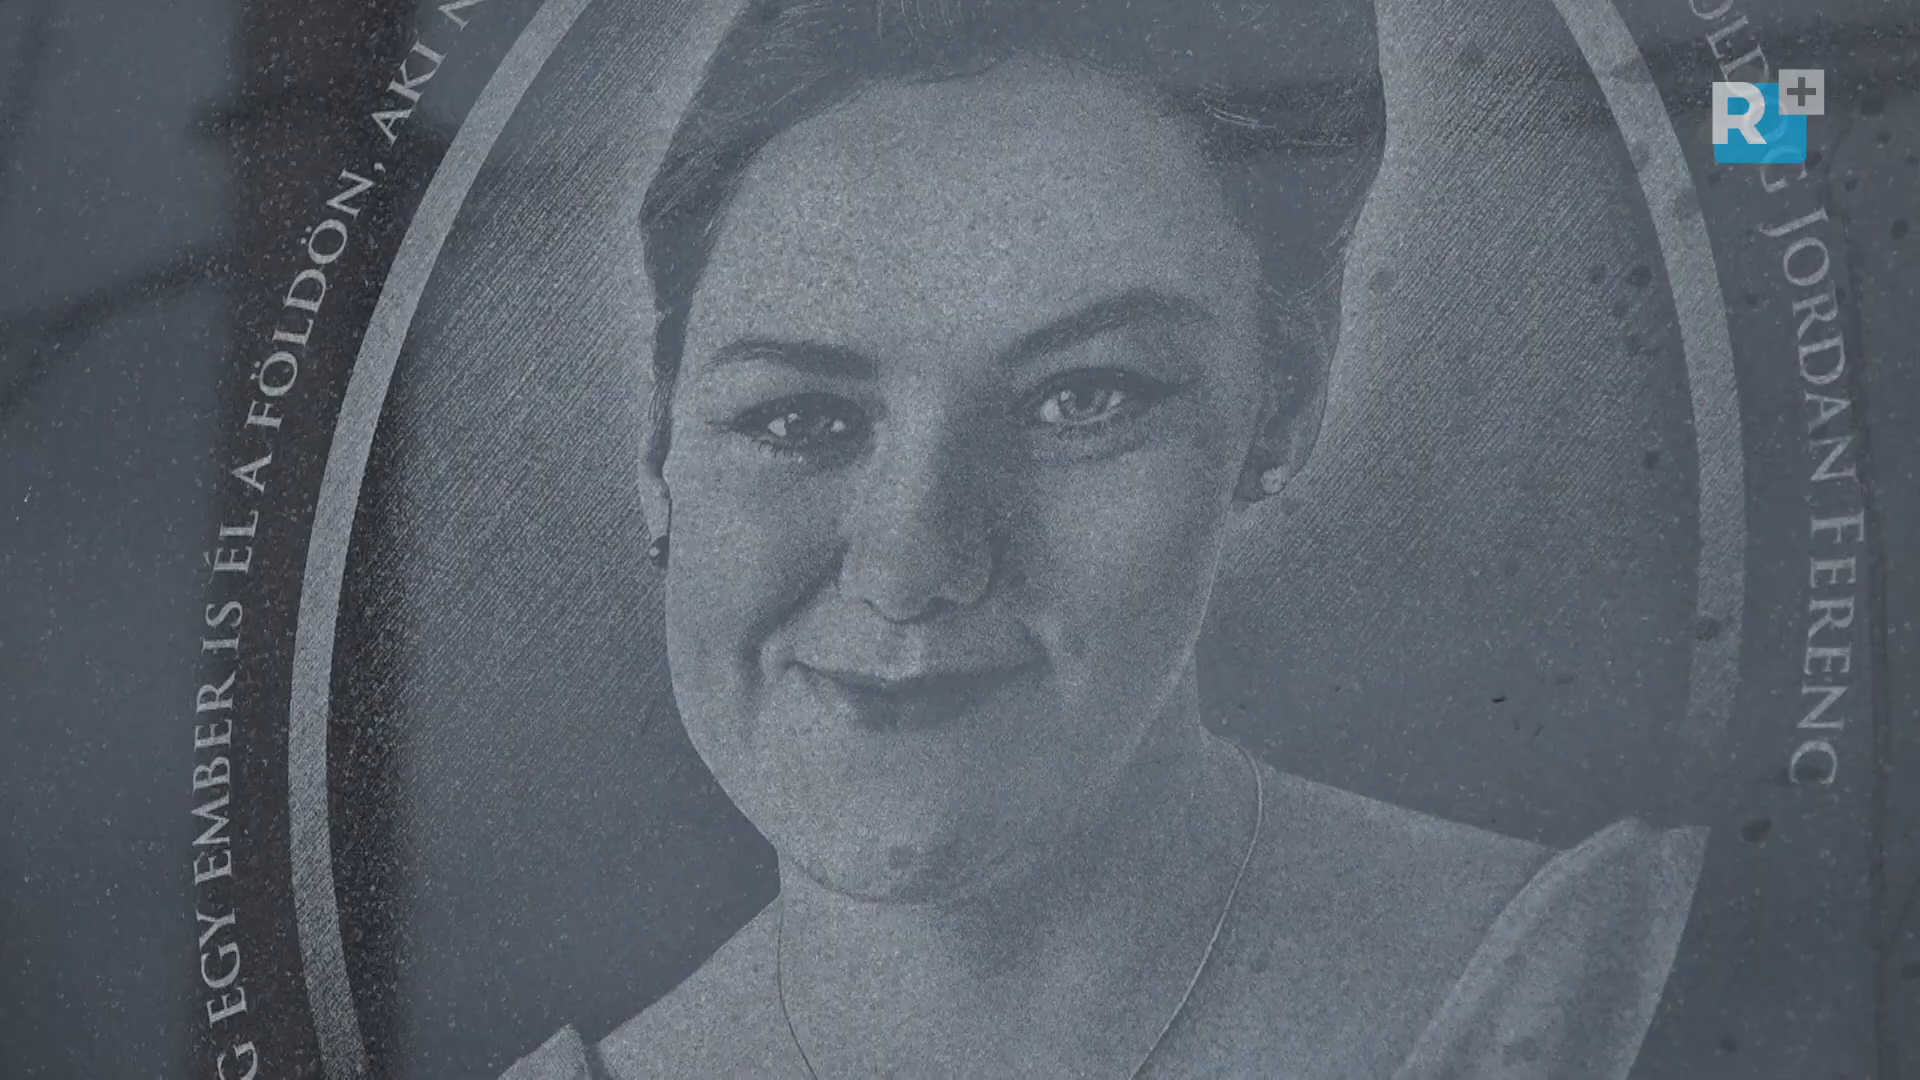 EGY EMBER IS ÉL A FÖLDÖN, AKI
JORDAN FERENC
R+